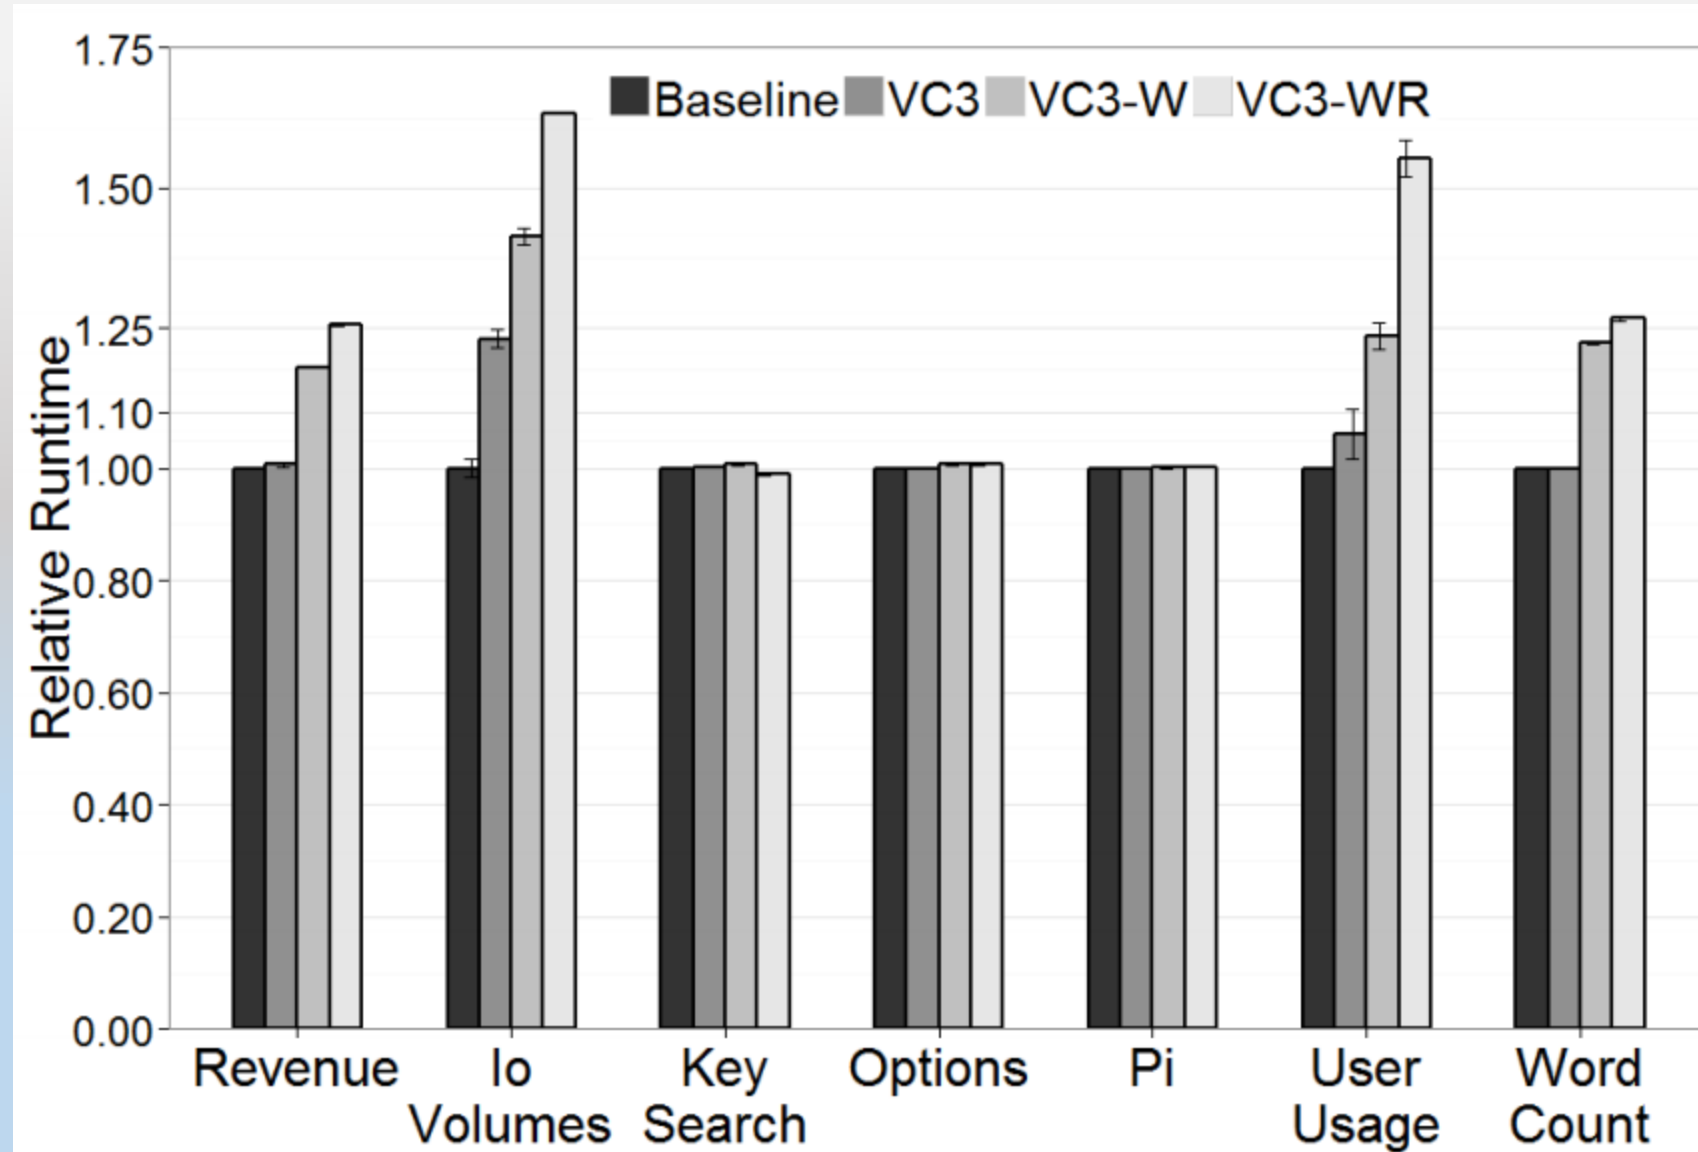 1.75
Baseline VC3 VC3-W VC3-WR
1.50
1.25
1.10
1.00
0.80
0.60
0.40
0.20
0.00
Relative Runtime
Revenue Io Key Options Pi User Word
Volumes Search Usage Count